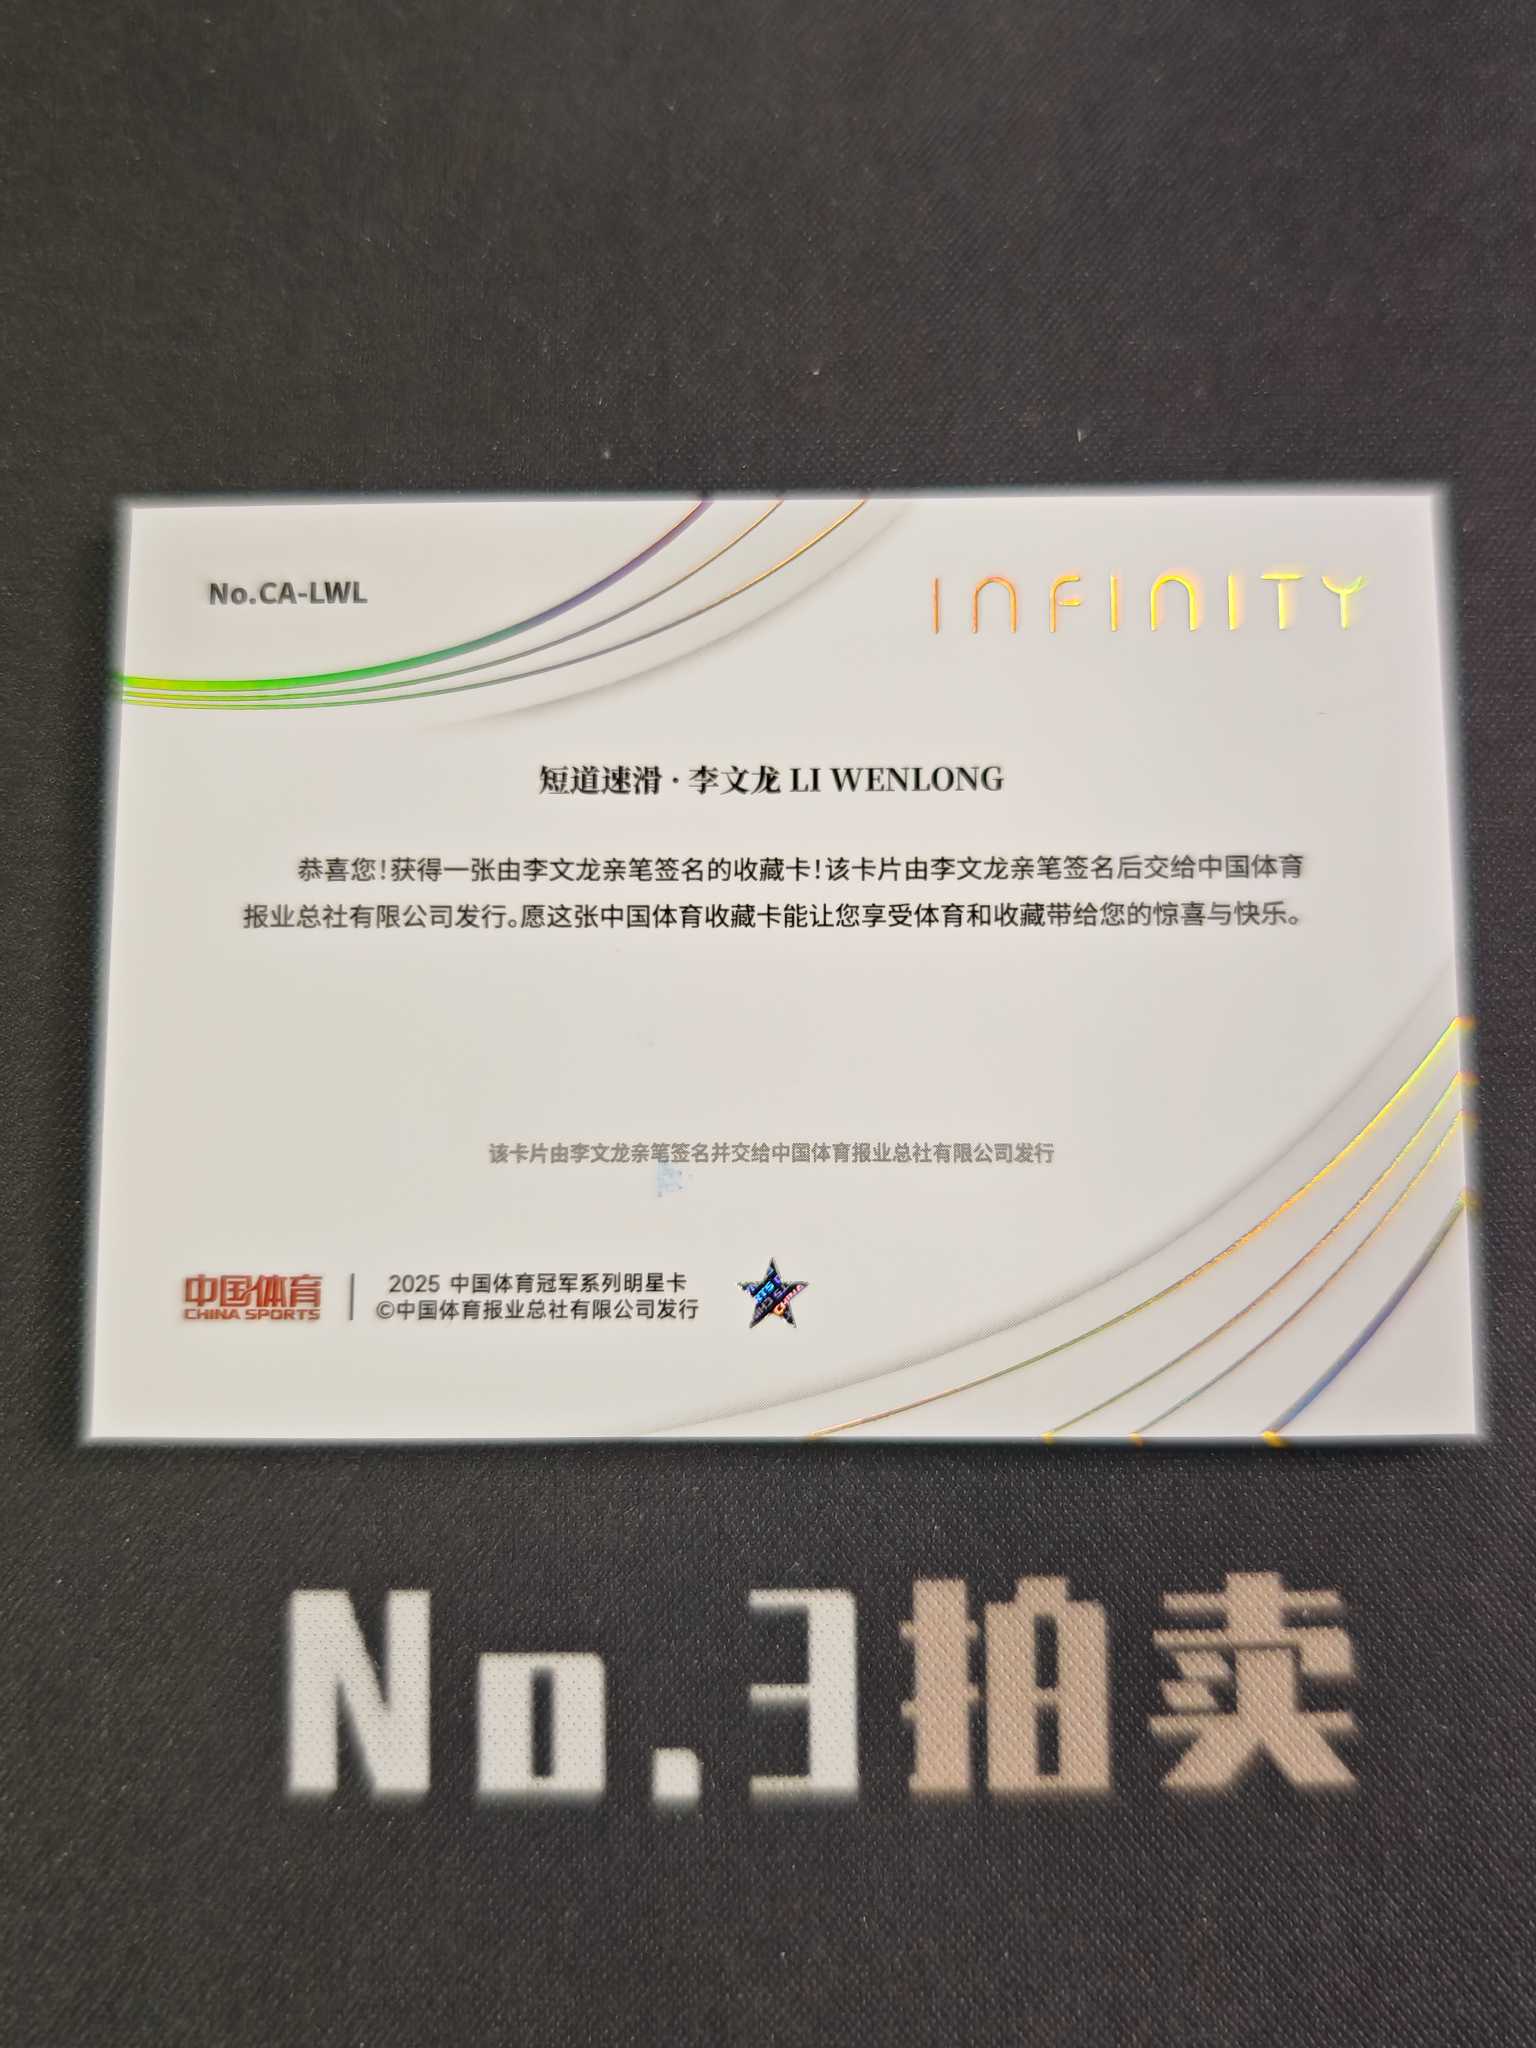 No.CA-LWL
INFINITY
短道速滑·李文龙 LI WENLONG
恭喜您!获得一张由李文龙亲笔签名的收藏卡!该卡片由李文龙亲笔签名后交给中国体育
报业总社有限公司发行。愿这张中国体育收藏卡能让您享受体育和收藏带给您的惊喜与快乐。
该卡片由李文龙亲笔签名并交给中国体育报业总社有限公司发行
中国体育
CHINA SPORTS
2025 中国体育冠军系列明星卡
©中国体育报业总社有限公司发行
No.3拍卖